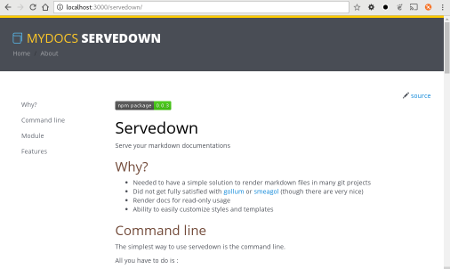 localhost:3000/servedown/
MYDOCS SERVEDOWN
Home About
source
Why?
Command line
Module
Features
npm package 0.0.3
Servedown
Serve your markdown documentations
Why?
Needed to have a simple solution to render markdown files in many git projects
Did not get fully satisfied with gollum or smeagol (though there are very nice)
Render docs for read-only usage
Ability to easily customize styles and templates
Command line
The simplest way to use servedown is the command line.
All you have to do is :